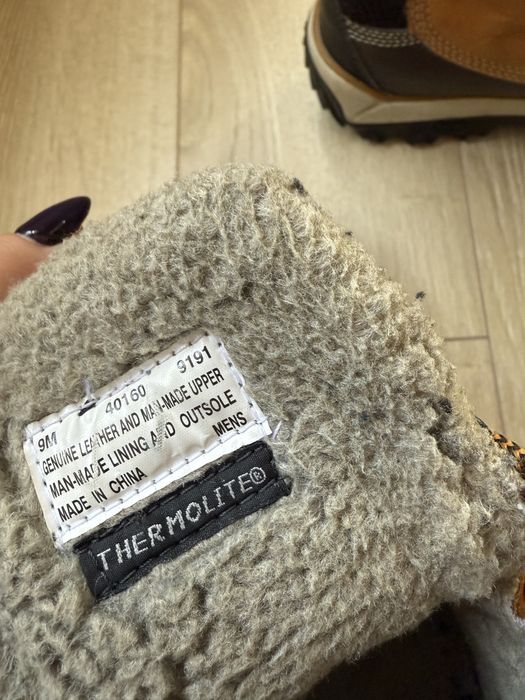 9M 40160 9191
GENUINE LEATHER AND MAN-MADE UPPER
MAN-MADE LINING AND OUTSOLE
MADE IN CHINA MENS
THERMOLITE®